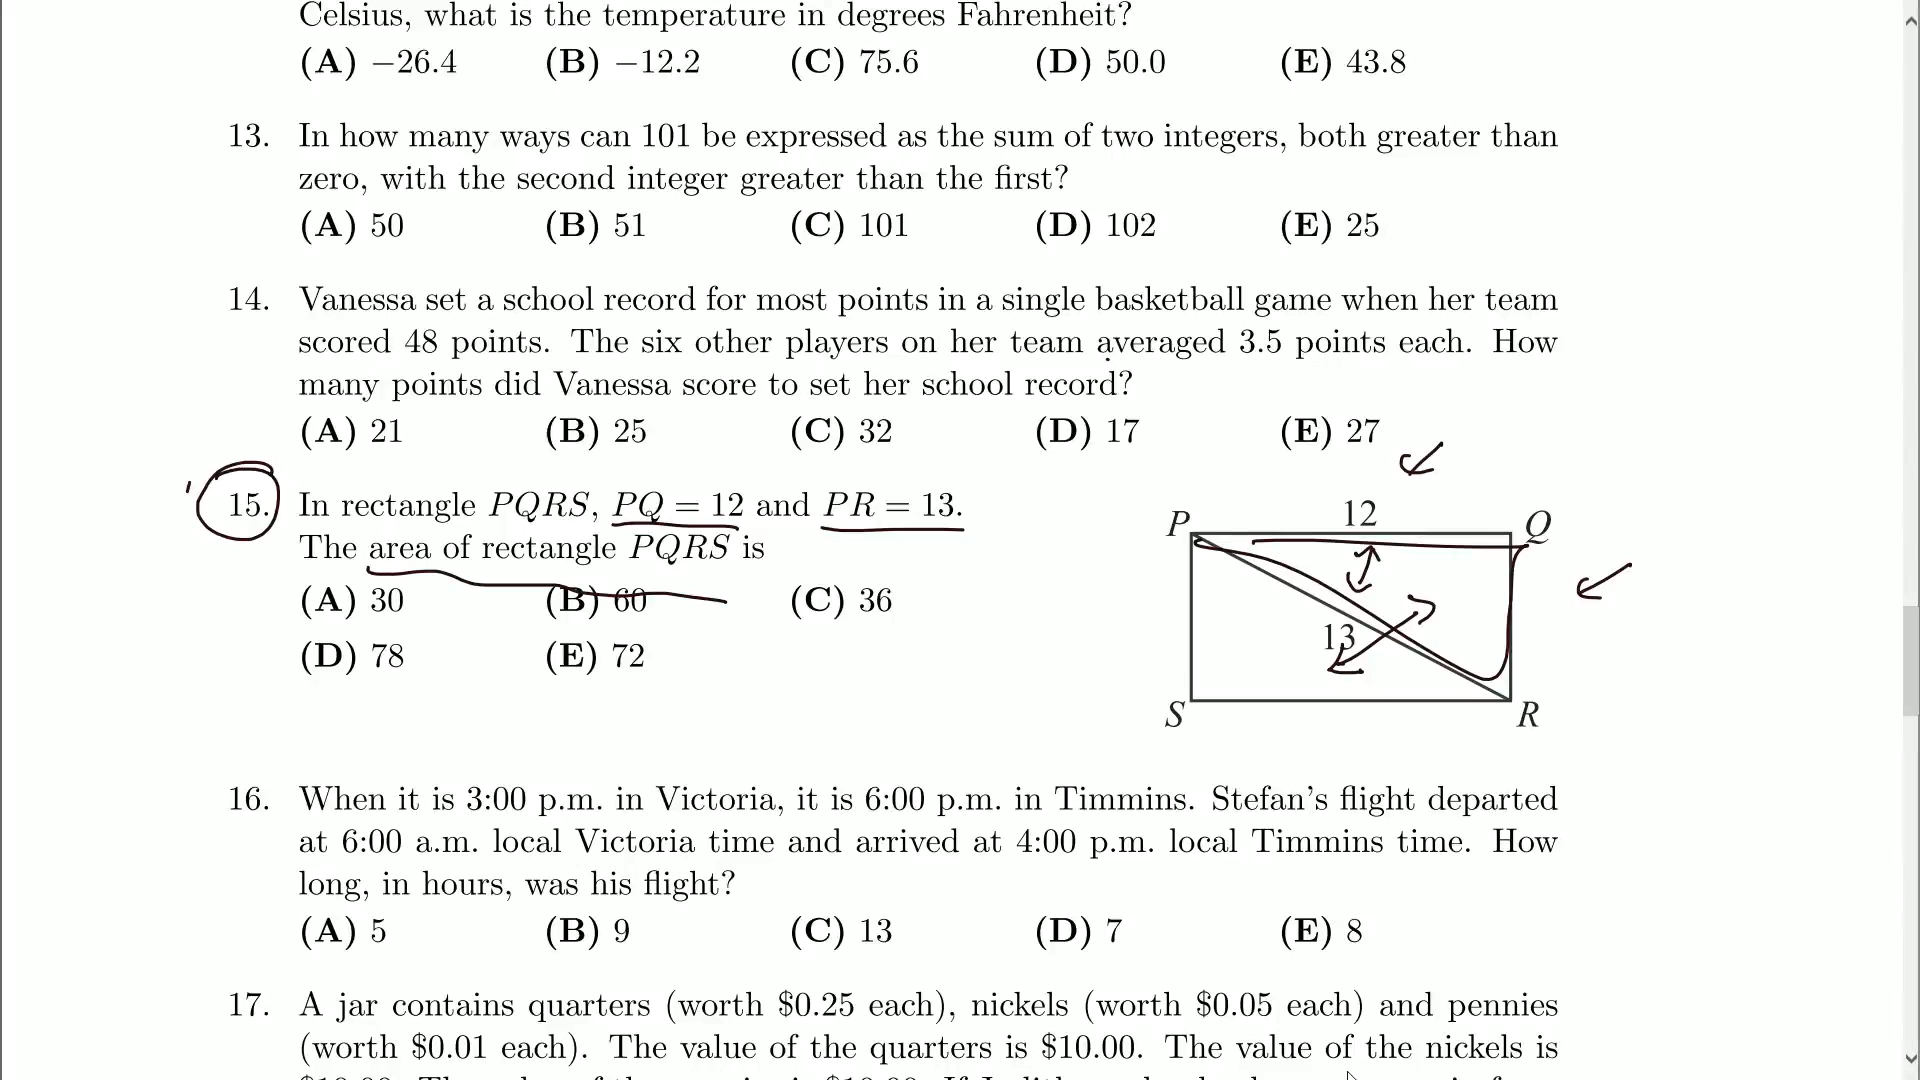 Celsius, what is the temperature in degrees Fahrenheit?
(A) −26.4 (B) −12.2 (C) 75.6 (D) 50.0 (E) 43.8
13. In how many ways can 101 be expressed as the sum of two integers, both greater than
zero, with the second integer greater than the first?
(A) 50 (B) 51 (C) 101 (D) 102 (E) 25
14. Vanessa set a school record for most points in a single basketball game when her team
scored 48 points. The six other players on her team averaged 3.5 points each. How
many points did Vanessa score to set her school record?
(A) 21 (B) 25 (C) 32 (D) 17 (E) 27
15. In rectangle PQRS, PQ = 12 and PR = 13.
The area of rectangle PQRS is
(A) 30 (B) 60 (C) 36
(D) 78 (E) 72
P 12 Q
13
S R
16. When it is 3:00 p.m. in Victoria, it is 6:00 p.m. in Timmins. Stefan's flight departed
at 6:00 a.m. local Victoria time and arrived at 4:00 p.m. local Timmins time. How
long, in hours, was his flight?
(A) 5 (B) 9 (C) 13 (D) 7 (E) 8
17. A jar contains quarters (worth $0.25 each), nickels (worth $0.05 each) and pennies
(worth $0.01 each). The value of the quarters is $10.00. The value of the nickels is